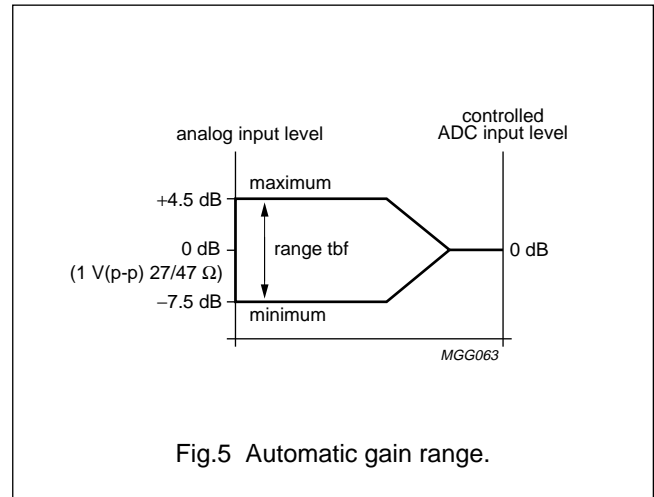 controlled
analog input level
ADC input level
maximum
+4.5 dB
0 dB
range tbf
0 dB
(1 V(p-p) 27/47 Ω)
−7.5 dB
minimum
MGG063
Fig.5 Automatic gain range.